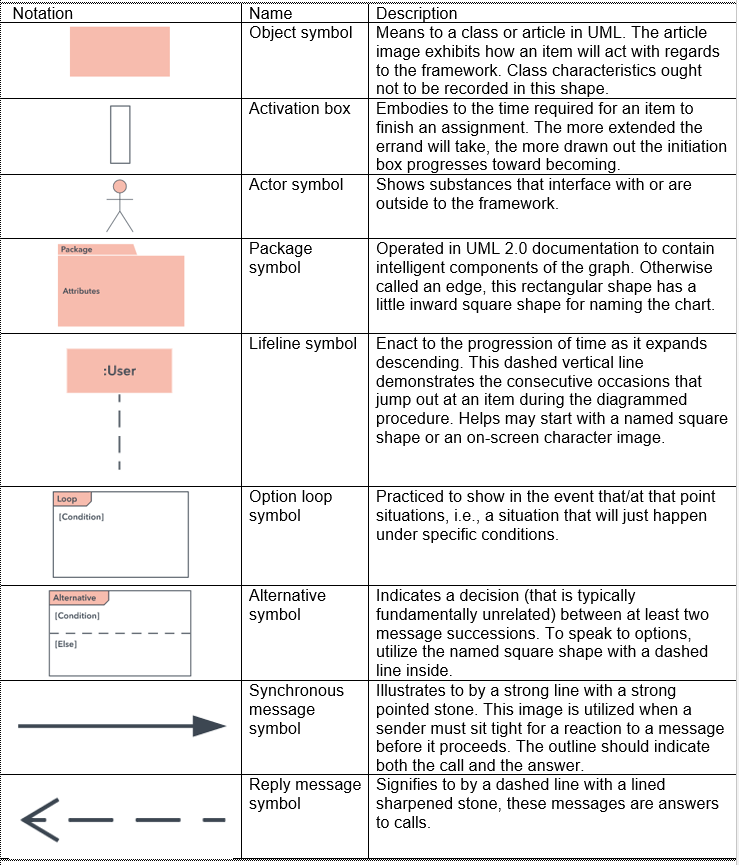 Notation Name Description
Object symbol
Means to a class or article in UML. The article
image exhibits how an item will act with regards
to the framework. Class characteristics ought
not to be recorded in this shape.
Activation box
Embodies to the time required for an item to
finish an assignment. The more extended the
errand will take, the more drawn out the initiation
box progresses toward becoming.
Actor symbol
Shows substances that interface with or are
outside to the framework.
Package
Attributes
Package
symbol
Operated in UML 2.0 documentation to contain
intelligent components of the graph. Otherwise
called an edge, this rectangular shape has a
little inward square shape for naming the chart.
:User
Lifeline symbol
Enact to the progression of time as it expands
descending. This dashed vertical line
demonstrates the consecutive occasions that
jump out at an item during the diagrammed
procedure. Helps may start with a named square
shape or an on-screen character image.
Loop
[Condition]
Option loop
symbol
Practiced to show in the event that/at that point
situations, i.e., a situation that will just happen
under specific conditions.
Alternative
[Condition]
[Else]
Alternative
symbol
Indicates a decision (that is typically
fundamentally unrelated) between at least two
message successions. To speak to options,
utilize the named square shape with a dashed
line inside.
Synchronous
message
symbol
Illustrates to by a strong line with a strong
pointed stone. This image is utilized when a
sender must sit tight for a reaction to a message
before it proceeds. The outline should indicate
both the call and the answer.
Reply message
symbol
Signifies to by a dashed line with a lined
sharpened stone, these messages are answers
to calls.